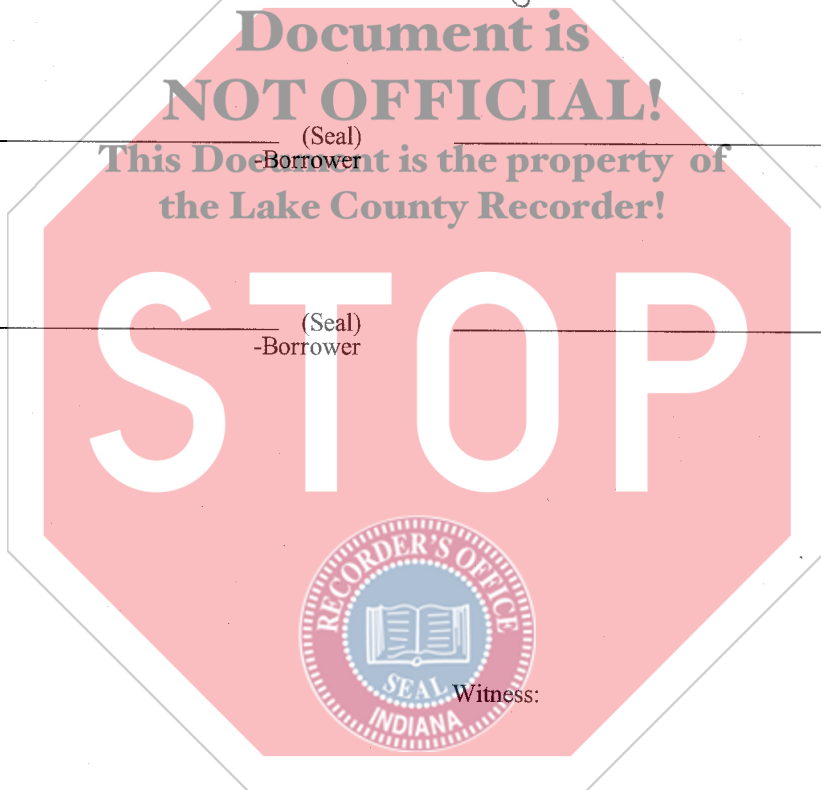 Document is
NOT OFFICIAL!
(Seal)
-Borrower
This Document is the property of
the Lake County Recorder!
STOP
(Seal)
-Borrower
RECORDER'S OFFICE
SEAL
INDIANA
Witness: